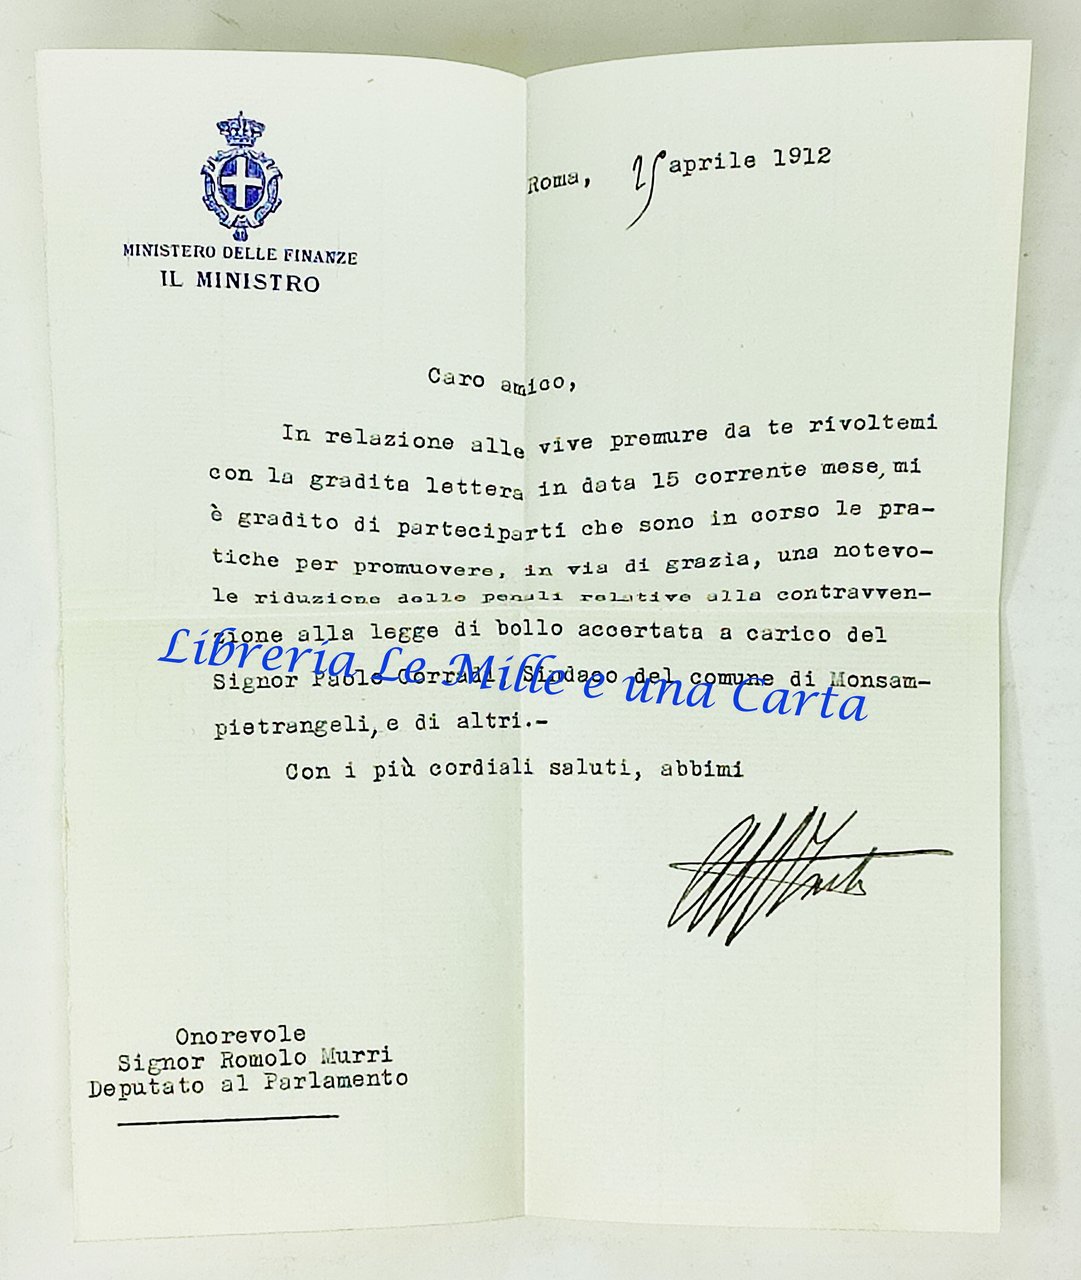 MINISTERO DELLE FINANZE
IL MINISTRO
Roma, 25 aprile 1912
Caro amico,
In relazione alle vive premure da te rivoltemi
con la gradita lettera in data 15 corrente mese, mi
è gradito di parteciparti che sono in corso le pra-
tiche per promuovere, in via di grazia, una notevo-
le riduzione delle penali relative alla contravven-
zione alla legge di bollo accertata a carico del
Signor Paolo Corradi, Sindaco del comune di Monsam-
pietrangeli, e di altri.-
Con i più cordiali saluti, abbimi
Onorevole
Signor Romolo Murri
Deputato al Parlamento
Libreria Le Mille e una Carta